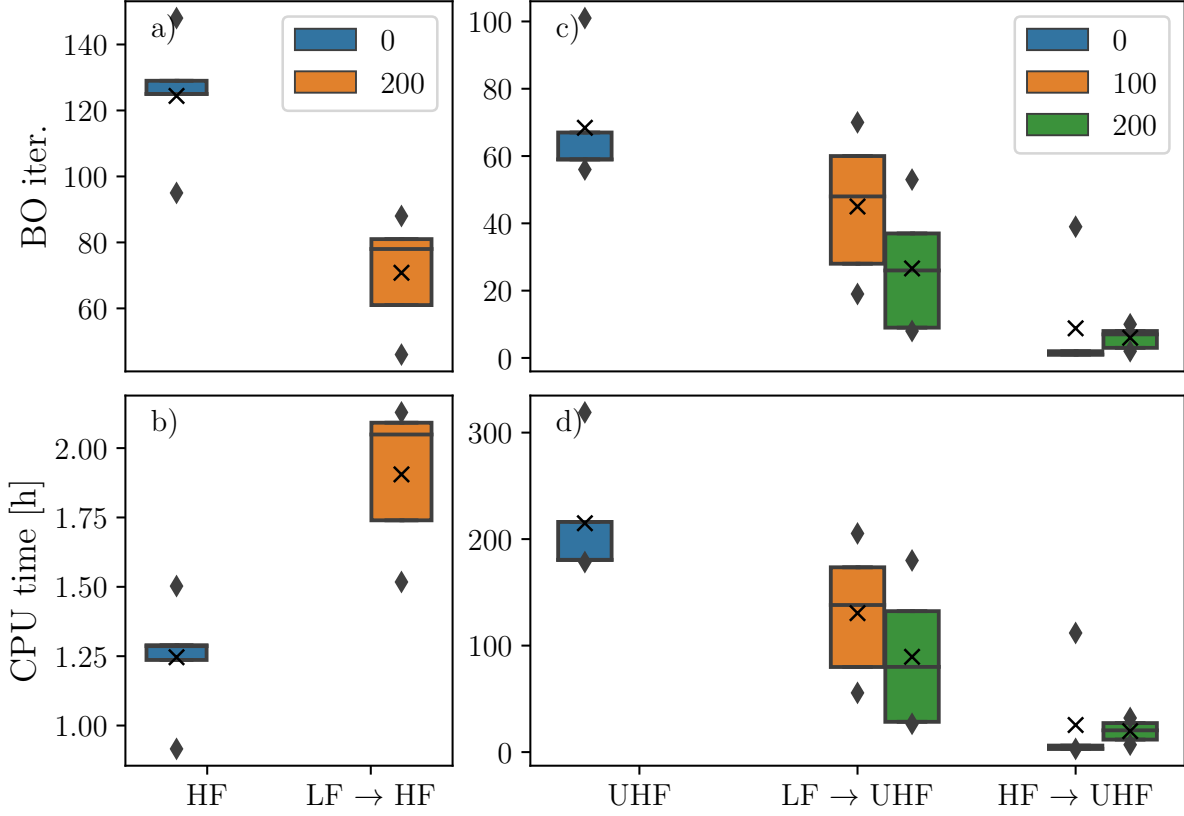 a)
0
200
BO iter.
140
120
100
80
60
c)
0
100
200
100
80
60
40
20
0
b)
CPU time [h]
2.00
1.75
1.50
1.25
1.00
HF
LF → HF
d)
300
200
100
0
UHF
LF → UHF
HF → UHF